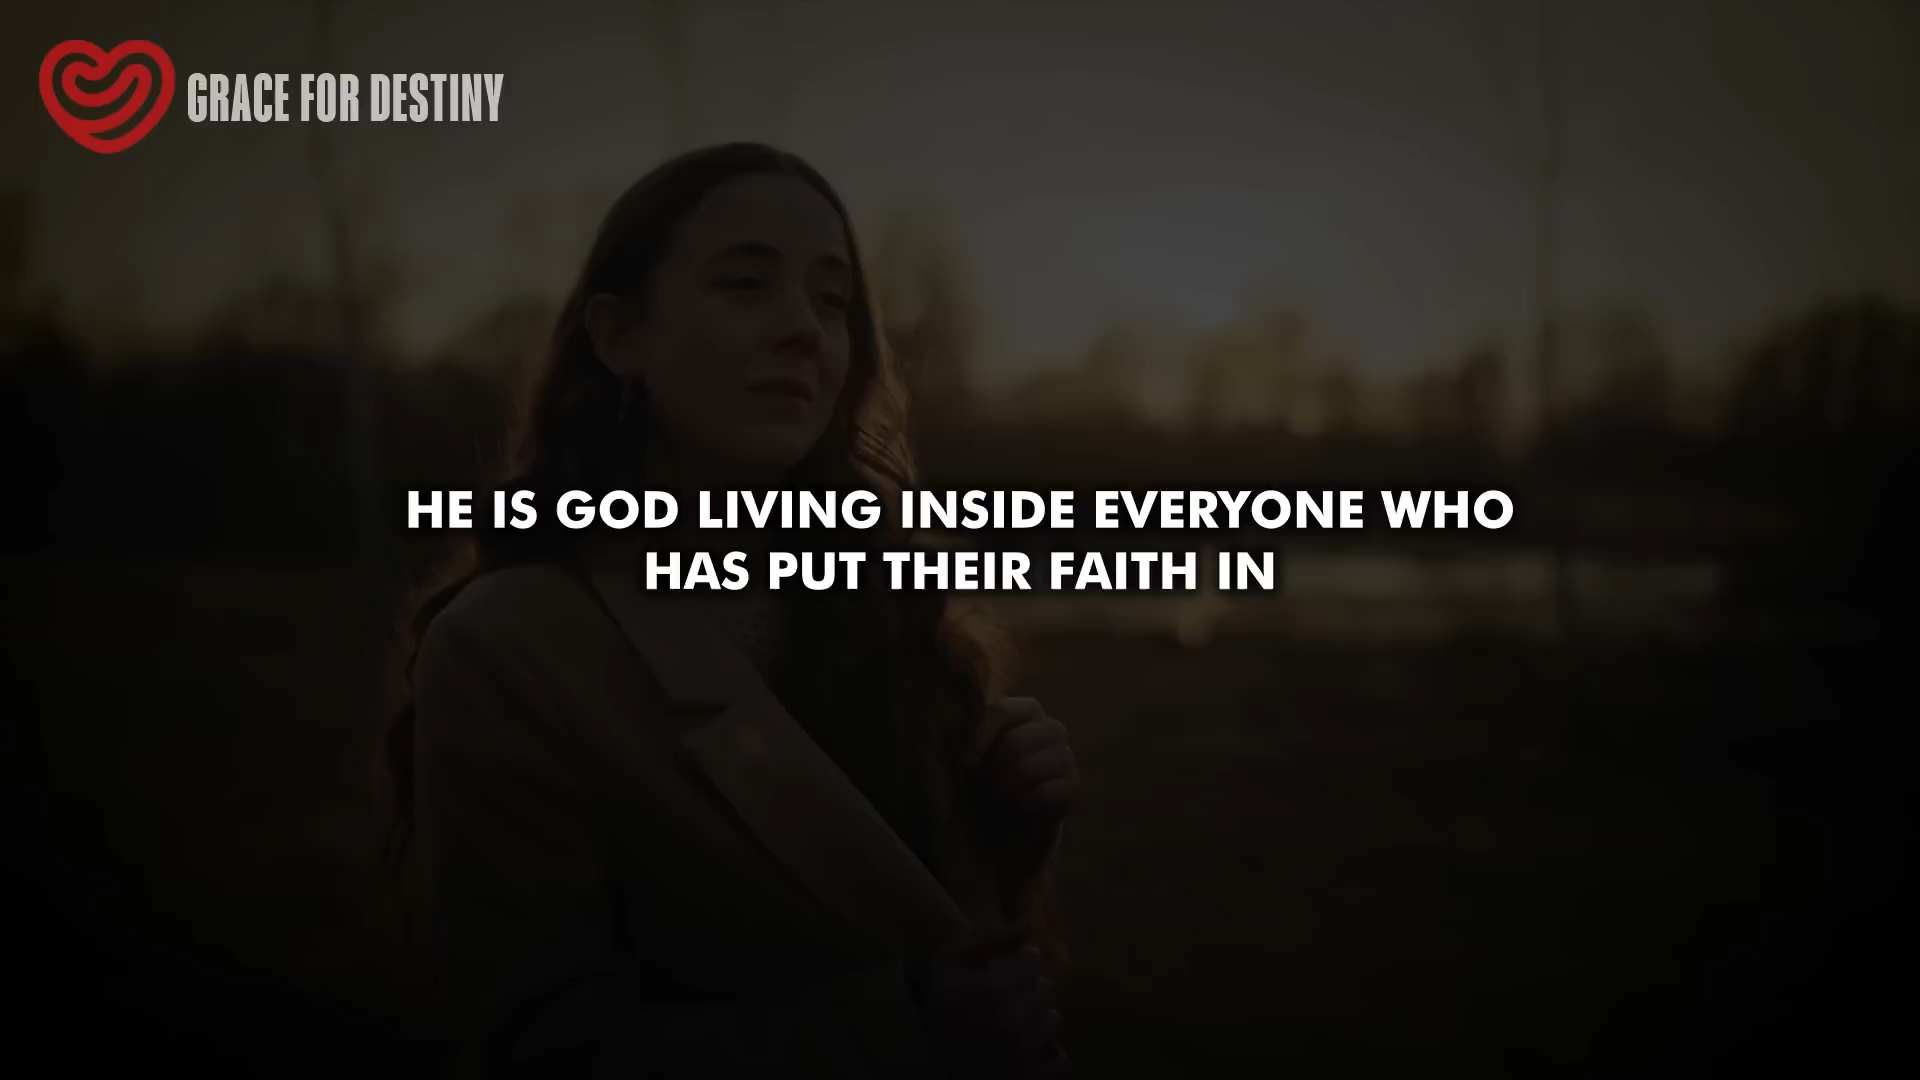 GRACE FOR DESTINY
HE IS GOD LIVING INSIDE EVERYONE WHO
HAS PUT THEIR FAITH IN